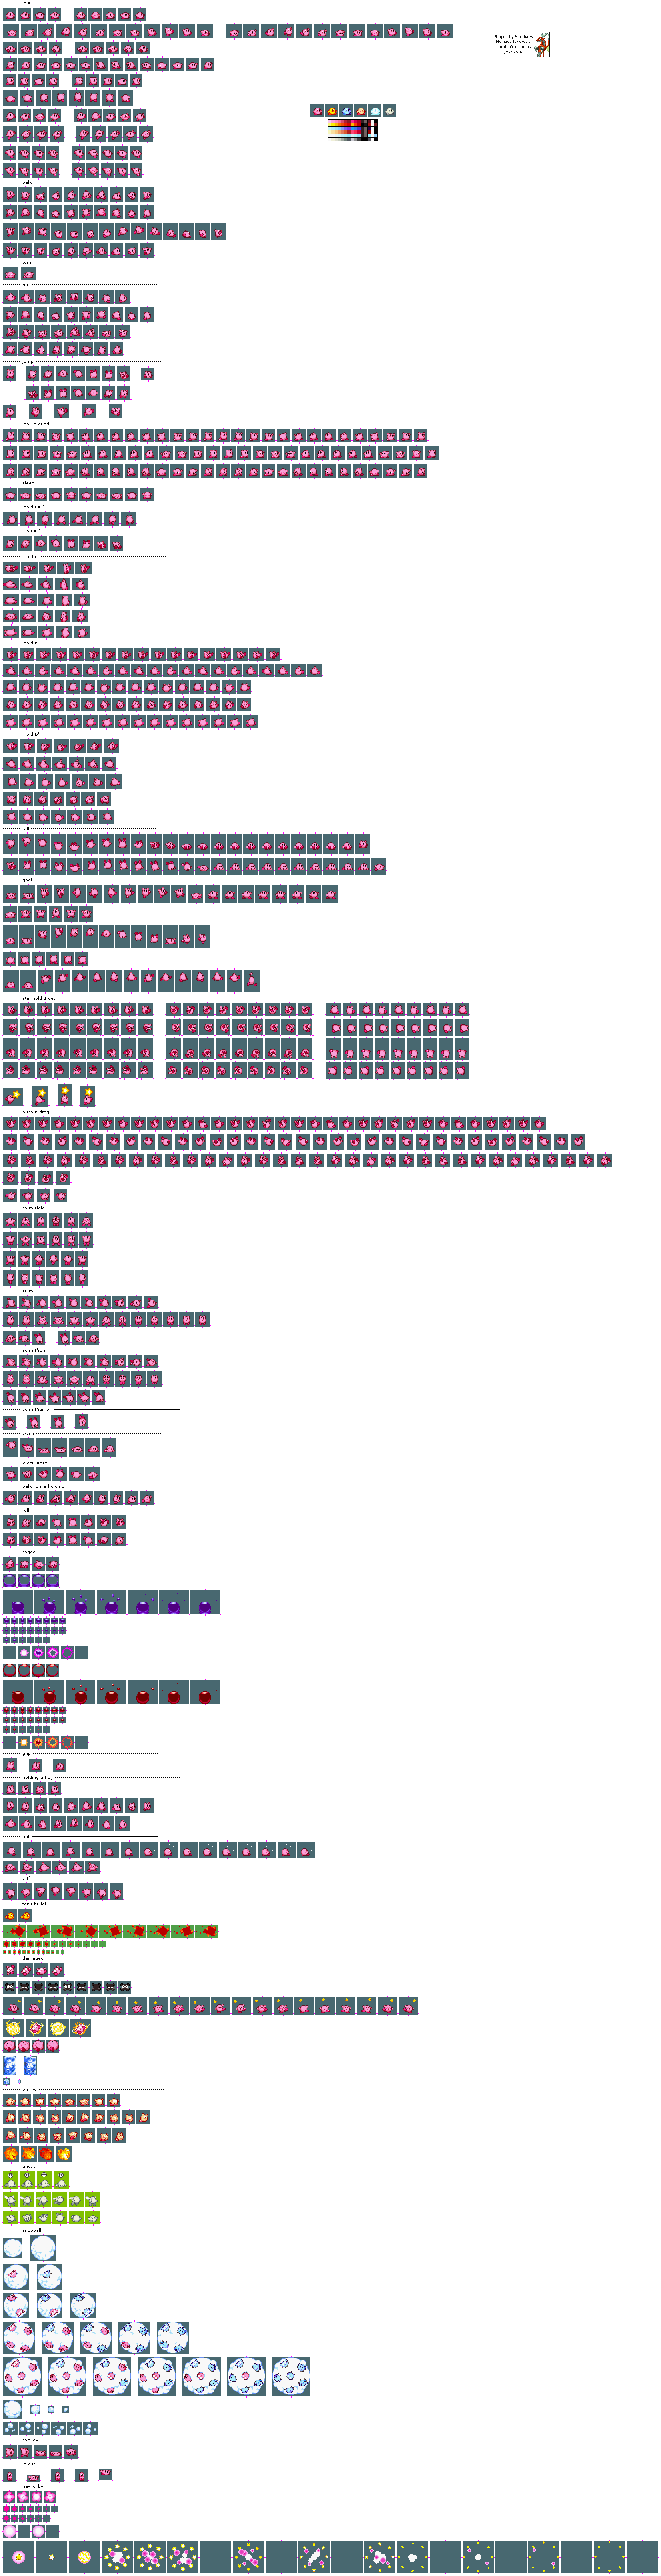 idle
Ripped by Barubary.
No need for credit,
but don't claim as
your own.
walk
turn
run
jump
look around
sleep
'hold wall'
'up wall'
'hold A'
'hold B'
'hold D'
fall
goal
star hold & get
push & drag
swim (idle)
swim
swim ('run')
swim ('jump')
crash
blown away
walk (while holding)
roll
caged
grip
holding a key
pull
cliff
tank bullet
damaged
on fire
ghost
snowball
swallow
'press'
new kirby